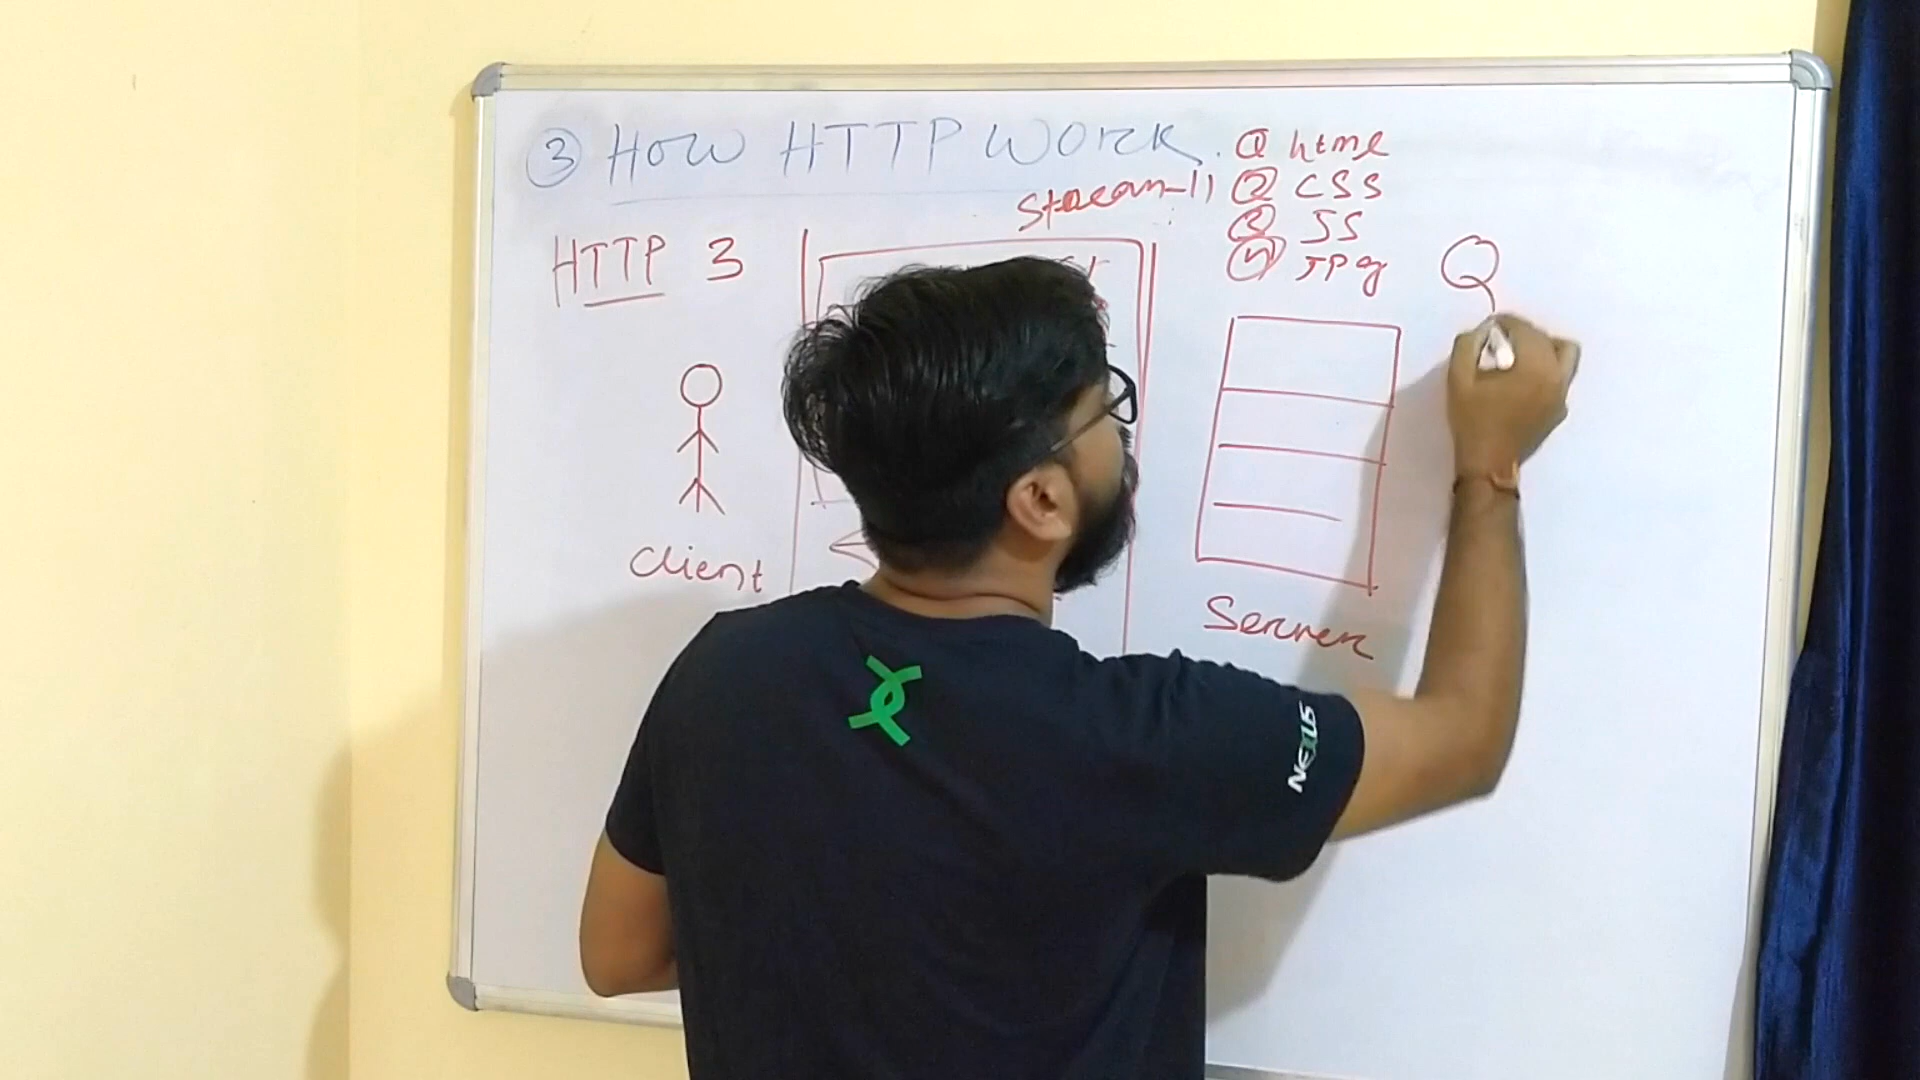 ③ HOW HTTP WORK.
① html
Stream-1) ② CSS
③ JS
④ JPg
HTTP 3
Q
Client
Server
NEXUS